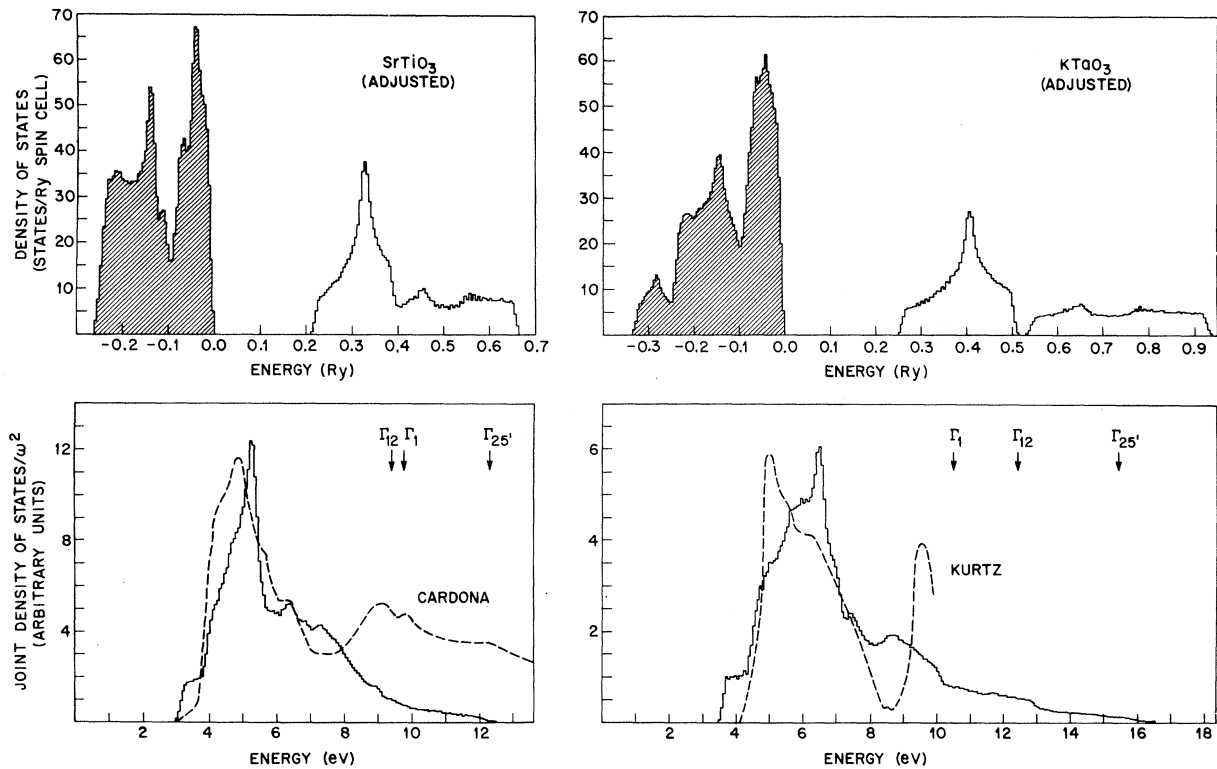 SrTiO3
(ADJUSTED)
DENSITY OF STATES
(STATES/Ry SPIN CELL)
70
60
50
40
30
20
10
-0.2 -0.1 0.0 0.1 0.2 0.3 0.4 0.5 0.6 0.7
ENERGY (Ry)
KTaO3
(ADJUSTED)
70
60
50
40
30
20
10
-0.3 -0.2 -0.1 0.0 0.1 0.2 0.3 0.4 0.5 0.6 0.7 0.8 0.9
ENERGY (Ry)
JOINT DENSITY OF STATES/ω²
(ARBITRARY UNITS)
12
8
4
Γ12 Γ1 Γ25'
CARDONA
2 4 6 8 10 12
ENERGY (eV)
6
4
2
Γ1 Γ12 Γ25'
KURTZ
2 4 6 8 10 12 14 16 18
ENERGY (eV)